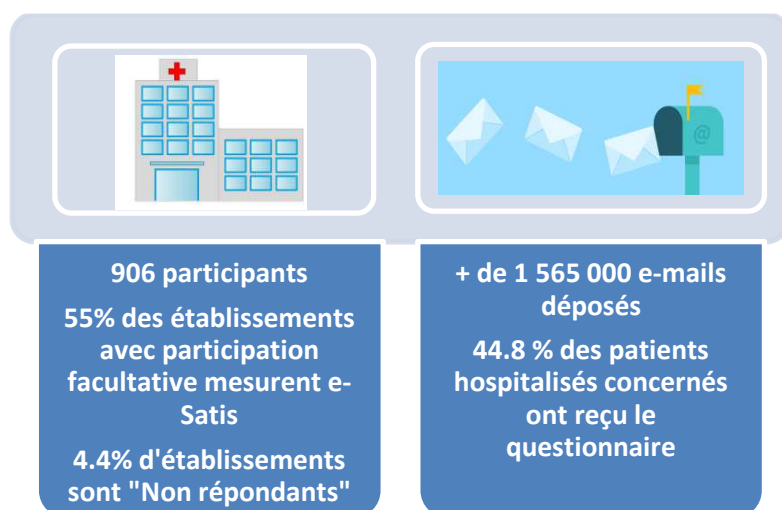 @
906 participants
55% des établissements
avec participation
facultative mesurent e-
Satis
4.4% d'établissements
sont "Non répondants"
+ de 1 565 000 e-mails
déposés
44.8 % des patients
hospitalisés concernés
ont reçu le
questionnaire